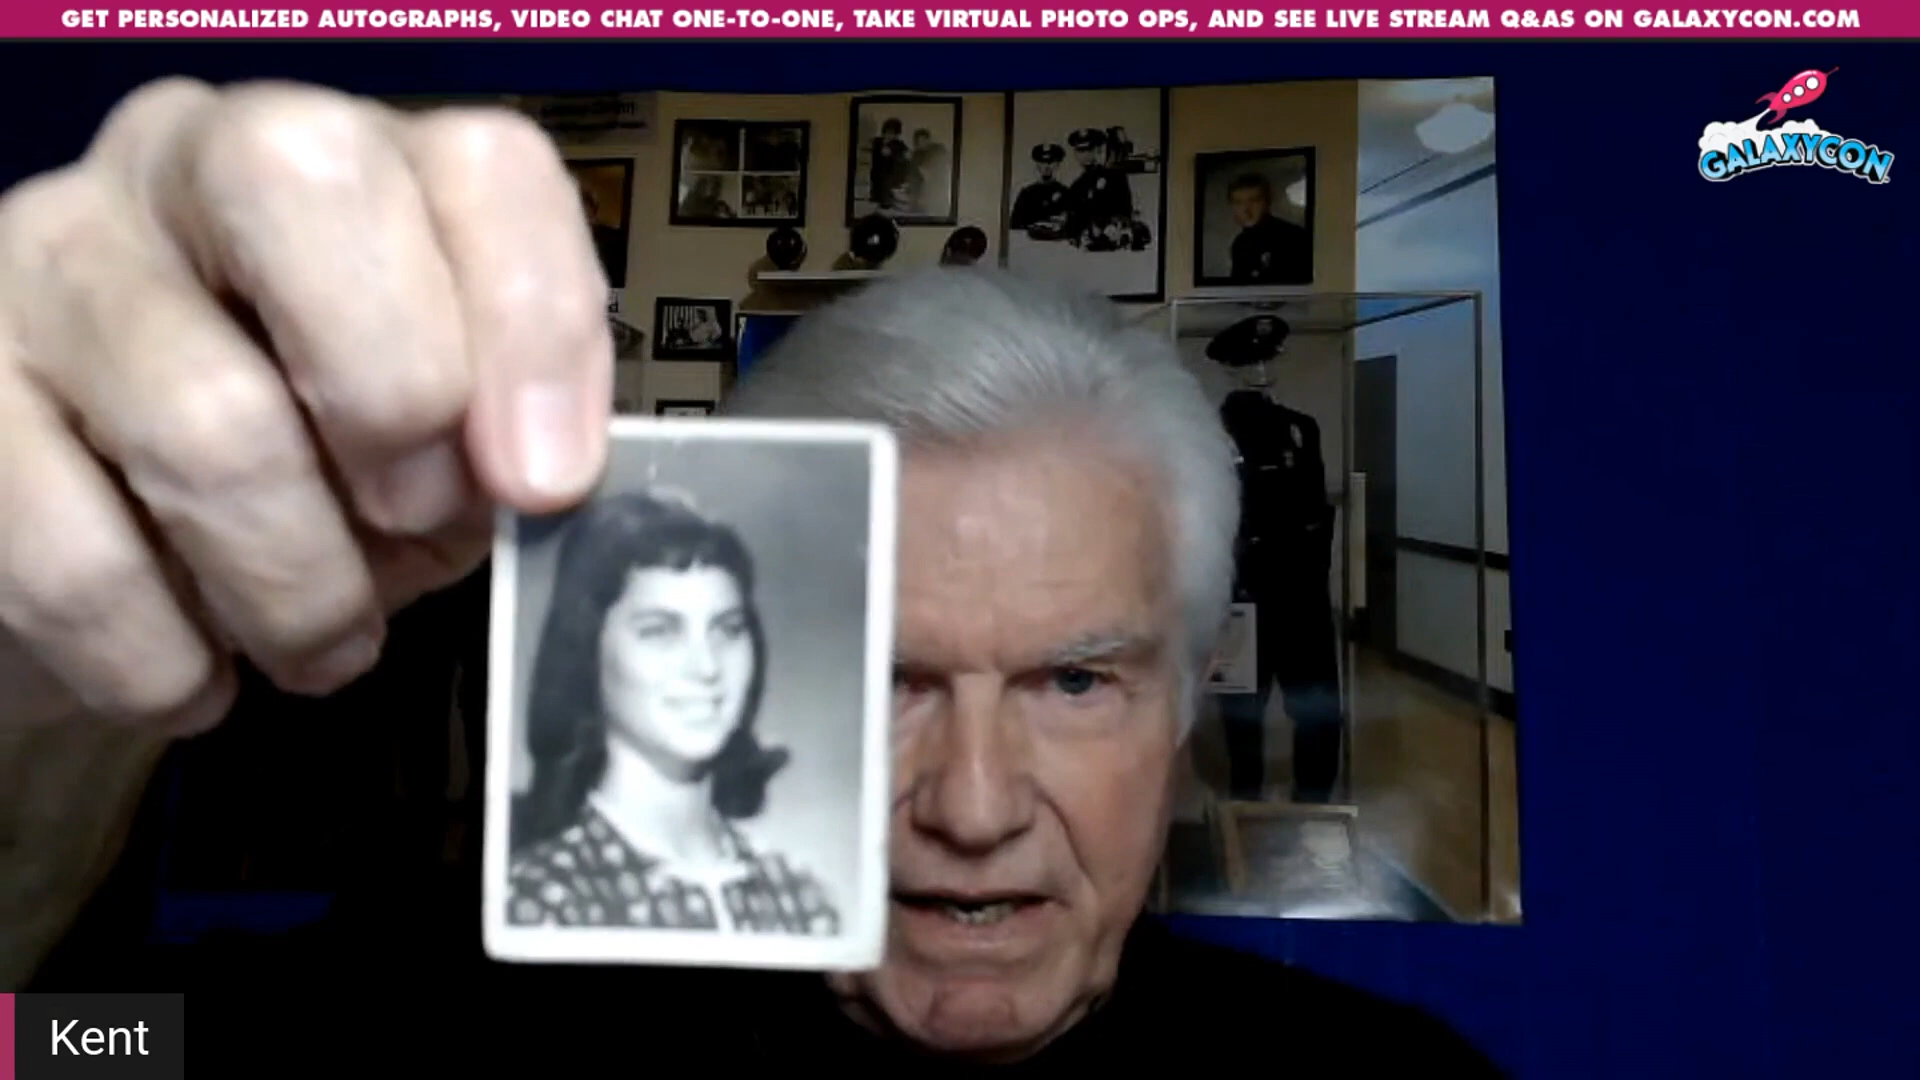 GET PERSONALIZED AUTOGRAPHS, VIDEO CHAT ONE-TO-ONE, TAKE VIRTUAL PHOTO OPS, AND SEE LIVE STREAM Q&AS ON GALAXYCON.COM
GALAXYCON
Kent